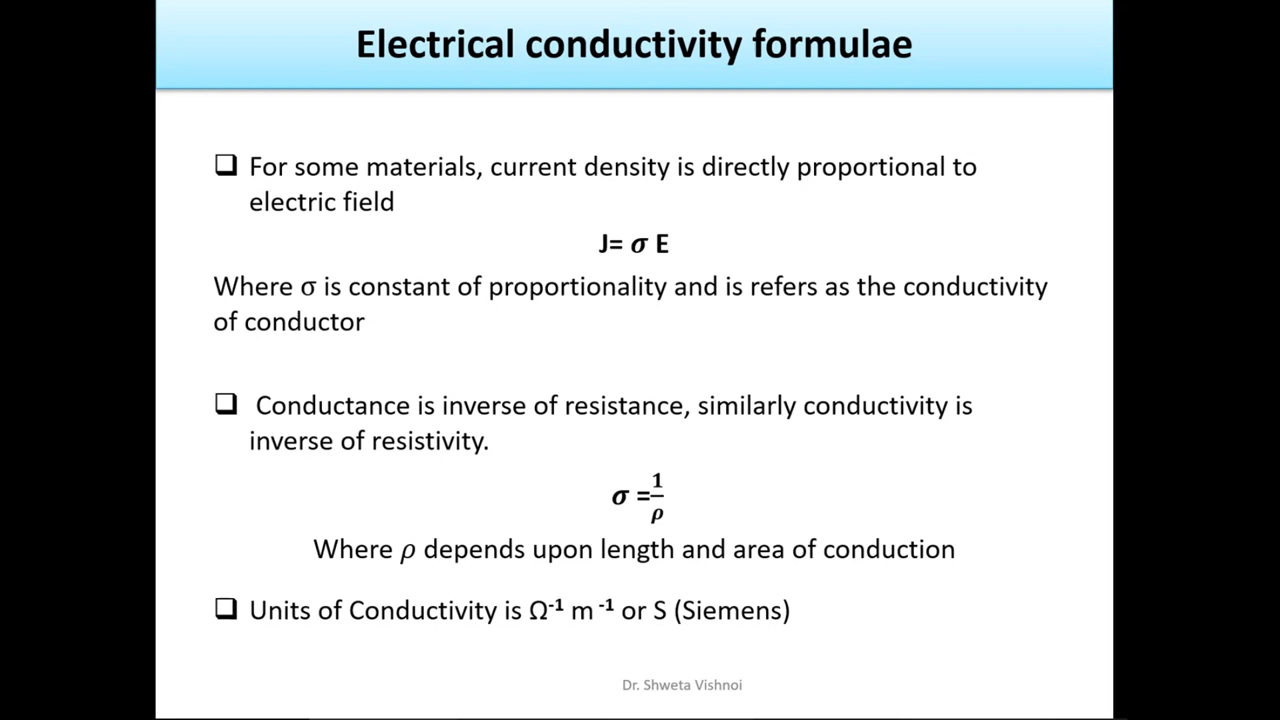 Electrical conductivity formulae
❑ For some materials, current density is directly proportional to
electric field
J= σ E
Where σ is constant of proportionality and is refers as the conductivity
of conductor
❑ Conductance is inverse of resistance, similarly conductivity is
inverse of resistivity.
σ =1/ρ
Where ρ depends upon length and area of conduction
❑ Units of Conductivity is Ω⁻¹ m ⁻¹ or S (Siemens)
Dr. Shweta Vishnoi